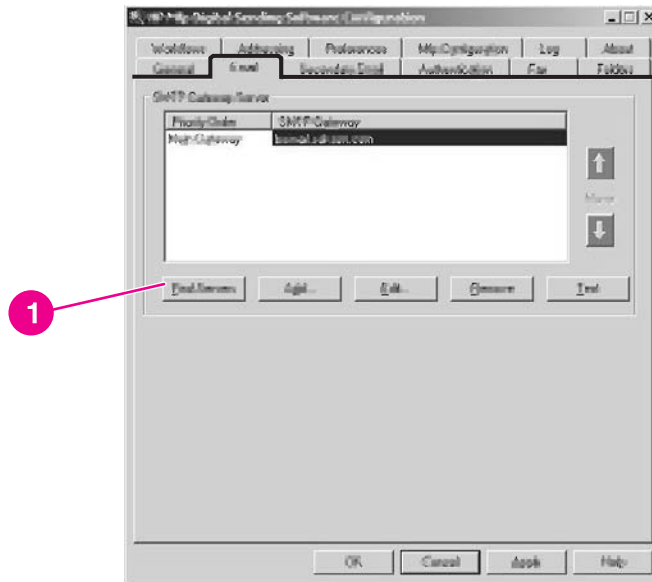 HP Mfp Digital Sending Software Configuration
Workflows Addressing Preferences Mfp Configuration Log About
General Email Secondary Email Authentication Fax Folders
SMTP Gateway Server
Priority Order SMTP Gateway
Main Gateway
Move
1
Find Servers Add... Edit... Remove Test
OK Cancel Apply Help